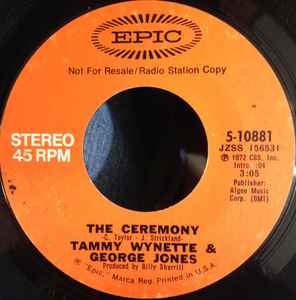 EPIC
Not For Resale/Radio Station Copy
STEREO
45 RPM
5-10881
JZSS 156531
℗ 1972 CBS, Inc.
Intro. :04
3:05
Publisher:
Algee Music
Corp. (BMI)
THE CEREMONY
-C. Taylor - J. Strickland-
TAMMY WYNETTE &
GEORGE JONES
Produced by Billy Sherrill
® "Epic," Marca Reg. Printed in U.S.A.